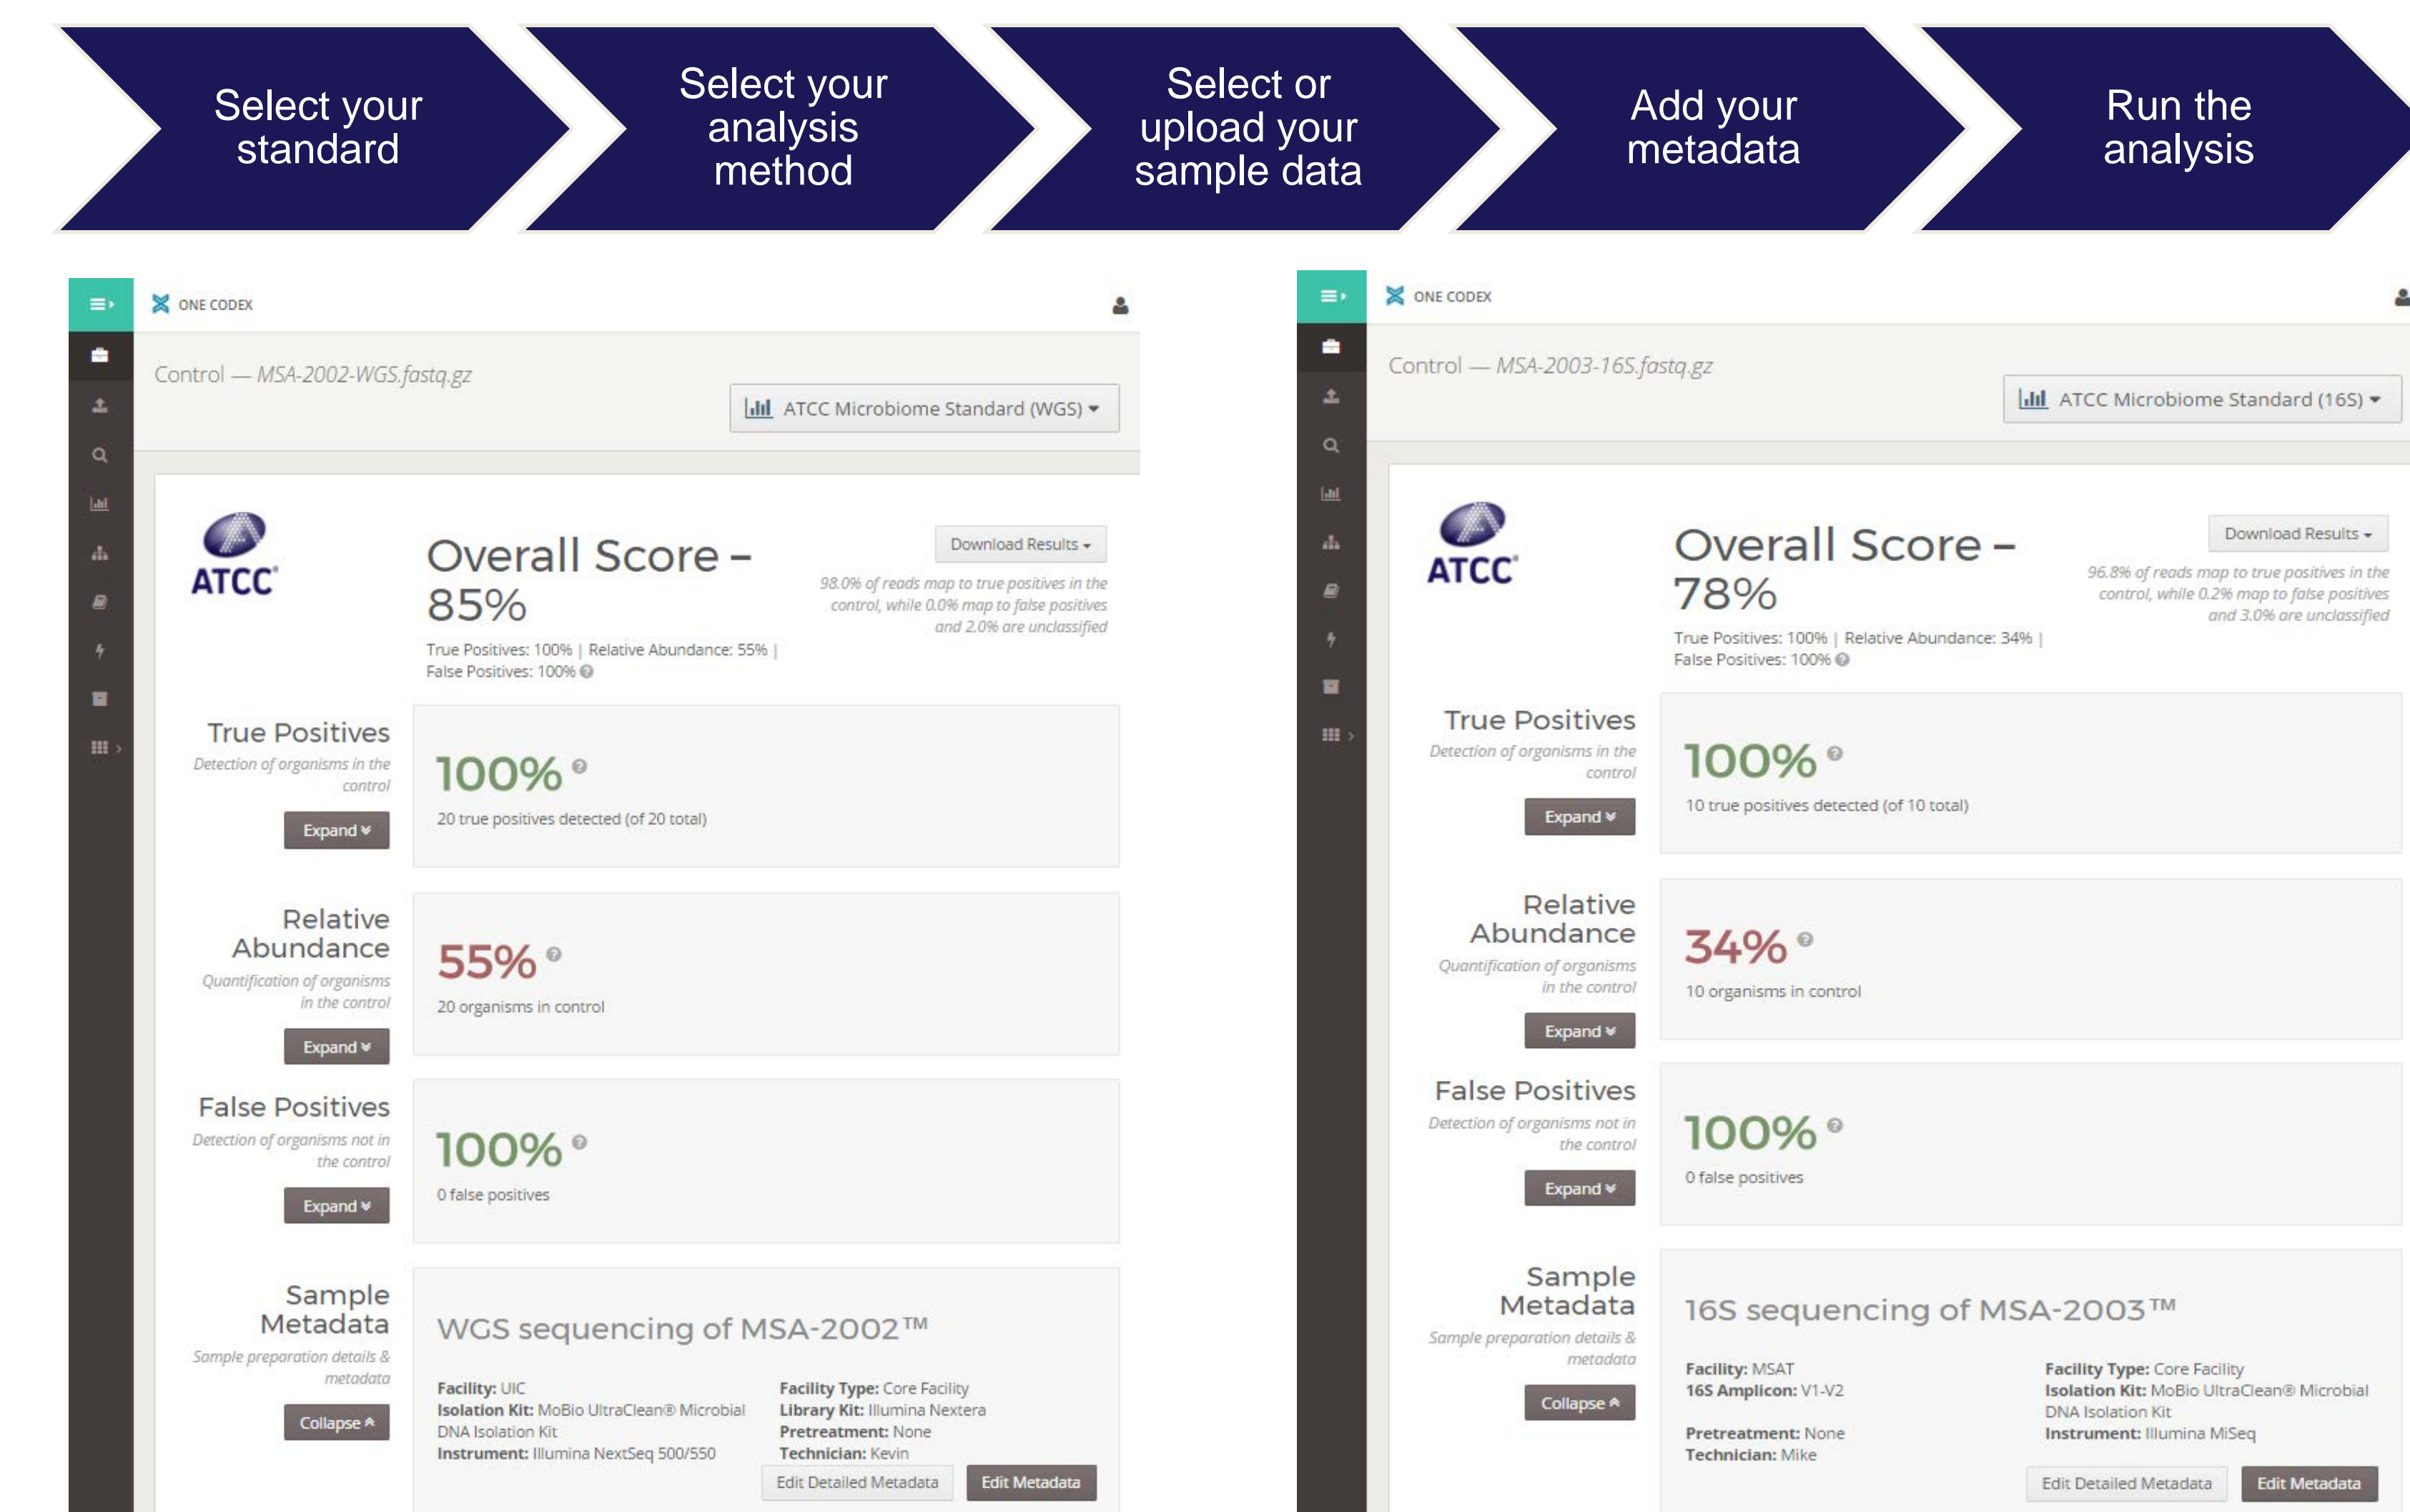 Select your
standard
Select your
analysis
method
Select or
upload your
sample data
Add your
metadata
Run the
analysis
ONE CODEX
Control — MSA-2002-WGS.fastq.gz
ATCC Microbiome Standard (WGS)
ATCC®
Overall Score –
85%
True Positives: 100% | Relative Abundance: 55% |
False Positives: 100%
Download Results
98.0% of reads map to true positives in the
control, while 0.0% map to false positives
and 2.0% are unclassified
True Positives
Detection of organisms in the
control
Expand
100%
20 true positives detected (of 20 total)
Relative
Abundance
Quantification of organisms
in the control
Expand
55%
20 organisms in control
False Positives
Detection of organisms not in
the control
Expand
100%
0 false positives
Sample
Metadata
Sample preparation details &
metadata
Collapse
WGS sequencing of MSA-2002™
Facility: UIC
Isolation Kit: MoBio UltraClean® Microbial
DNA Isolation Kit
Instrument: Illumina NextSeq 500/550
Facility Type: Core Facility
Library Kit: Illumina Nextera
Pretreatment: None
Technician: Kevin
Edit Detailed Metadata
Edit Metadata
ONE CODEX
Control — MSA-2003-16S.fastq.gz
ATCC Microbiome Standard (16S)
ATCC®
Overall Score –
78%
True Positives: 100% | Relative Abundance: 34% |
False Positives: 100%
Download Results
96.8% of reads map to true positives in the
control, while 0.2% map to false positives
and 3.0% are unclassified
True Positives
Detection of organisms in the
control
Expand
100%
10 true positives detected (of 10 total)
Relative
Abundance
Quantification of organisms
in the control
Expand
34%
10 organisms in control
False Positives
Detection of organisms not in
the control
Expand
100%
0 false positives
Sample
Metadata
Sample preparation details &
metadata
Collapse
16S sequencing of MSA-2003™
Facility: MSAT
16S Amplicon: V1-V2
Pretreatment: None
Technician: Mike
Facility Type: Core Facility
Isolation Kit: MoBio UltraClean® Microbial
DNA Isolation Kit
Instrument: Illumina MiSeq
Edit Detailed Metadata
Edit Metadata